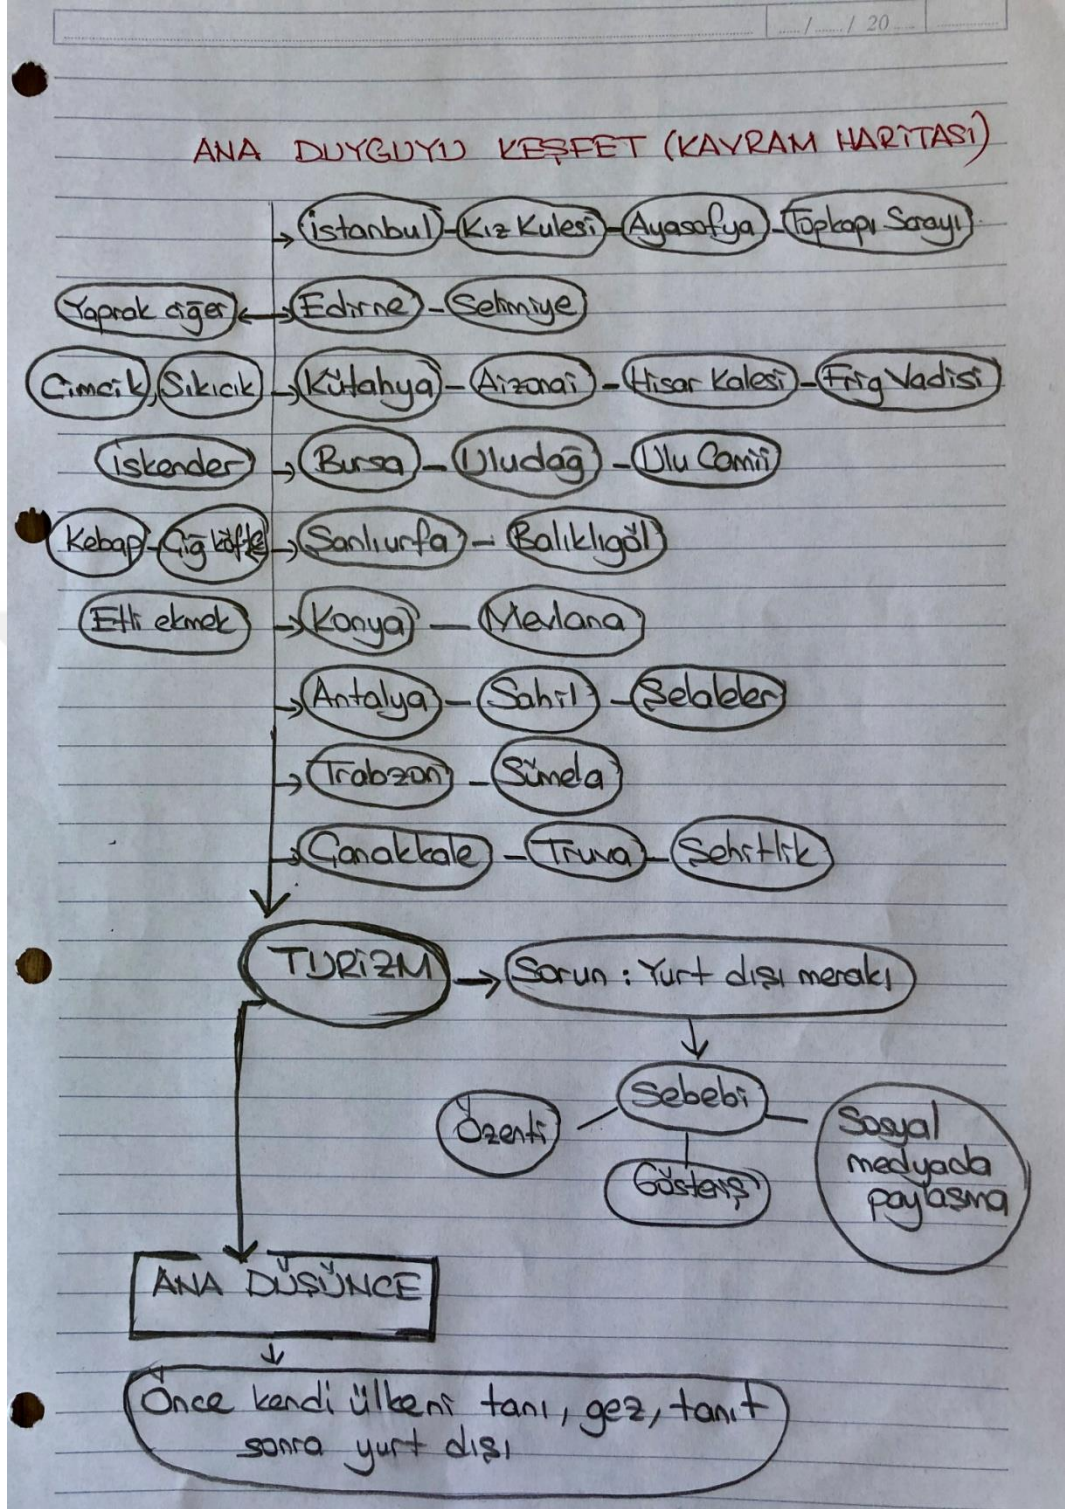 ..... / ..... / 20 .....
ANA DUYGUYU KEŞFET (KAVRAM HARİTASI)
İstanbul - Kız Kulesi - Ayasofya - Topkapı Sarayı
Yaprak ciğer Edirne - Selimiye
Cimcik, Sıkıcık Kütahya - Aizonai - Hisar Kalesi - Frig Vadisi
İskender Bursa - Uludağ - Ulu Camii
Kebap - Çiğ köfte Şanlıurfa - Balıklıgöl
Etli ekmek Konya - Mevlana
Antalya - Sahil - Şelaleler
Trabzon - Sümela
Çanakkale - Truva - Şehitlik
TURİZM Sorun : Yurt dışı merakı
Sebebi
Özenti
Gösteriş
Sosyal
medyada
paylaşma
ANA DÜŞÜNCE
Önce kendi ülkeni tanı, gez, tanıt
sonra yurt dışı